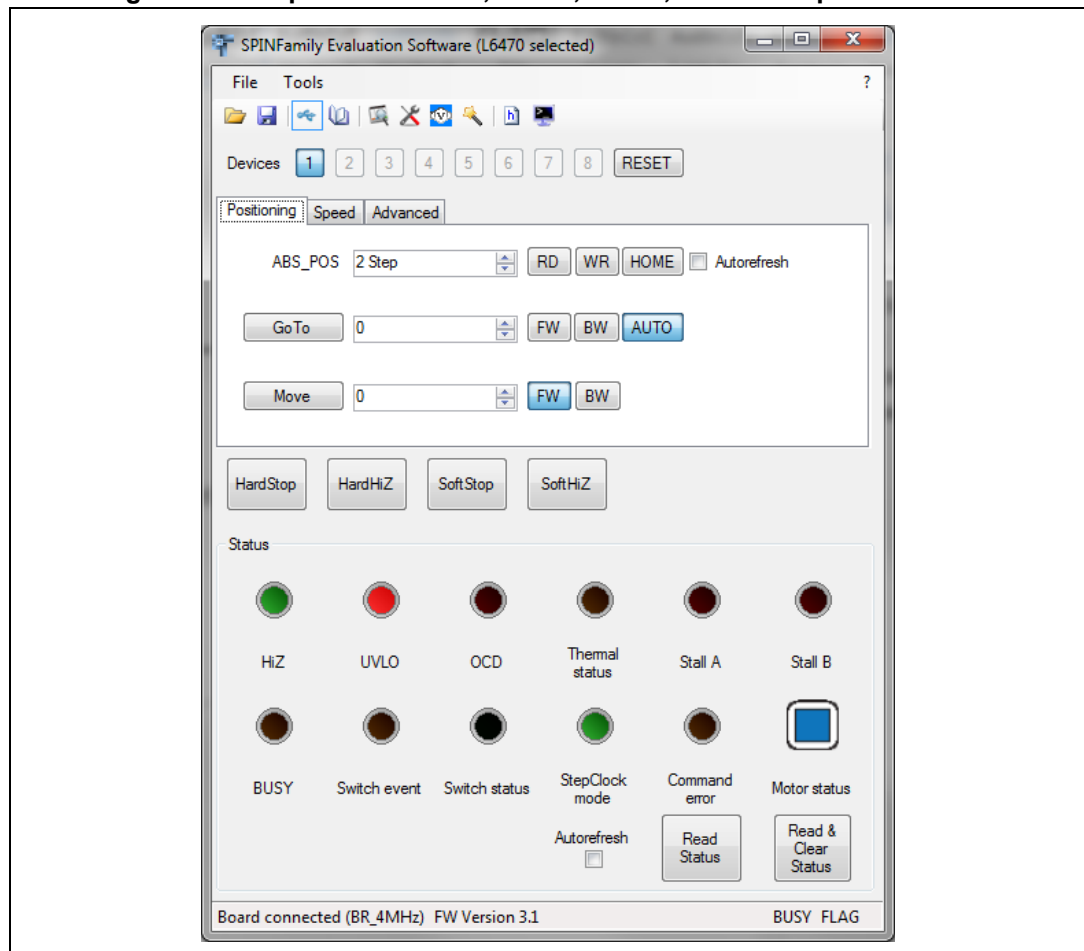 SPINFamily Evaluation Software (L6470 selected)
File Tools ?
Devices 1 2 3 4 5 6 7 8 RESET
Positioning Speed Advanced
ABS_POS 2 Step RD WR HOME Autorefresh
GoTo 0 FW BW AUTO
Move 0 FW BW
HardStop HardHiZ SoftStop SoftHiZ
Status
HiZ UVLO OCD Thermal status Stall A Stall B
BUSY Switch event Switch status StepClock mode Command error Motor status
Autorefresh Read Status Read & Clear Status
Board connected (BR_4MHz) FW Version 3.1 BUSY FLAG